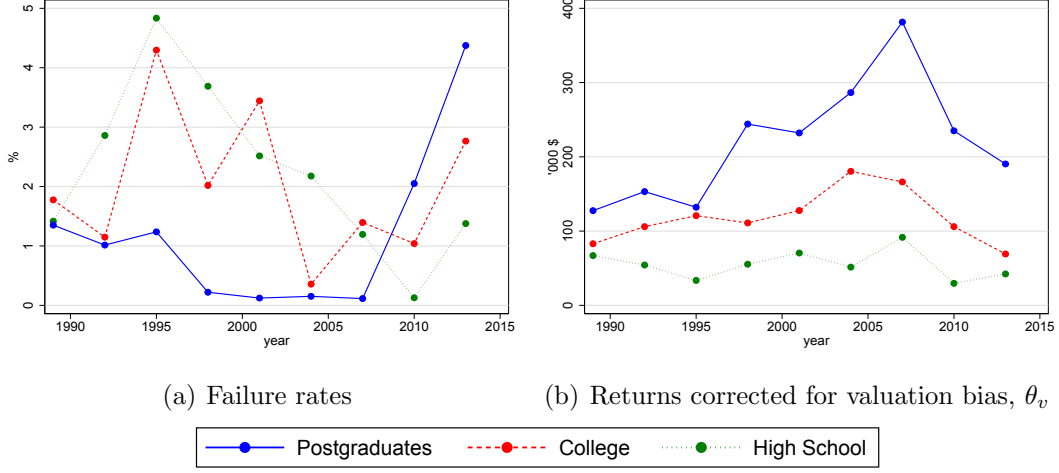 5
4
3
2
1
0
%
1990 1995 2000 2005 2010 2015
year
400
300
200
100
0
'000 $
1990 1995 2000 2005 2010 2015
year
(a) Failure rates
(b) Returns corrected for valuation bias, θv
Postgraduates College High School